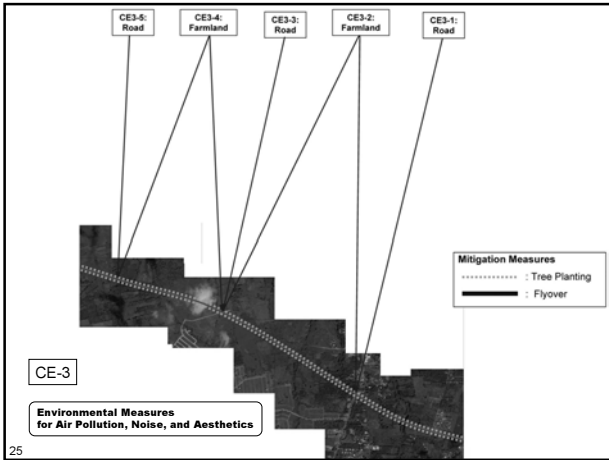 CE3-5:
Road
CE3-4:
Farmland
CE3-3:
Road
CE3-2:
Farmland
CE3-1:
Road
Mitigation Measures
: Tree Planting
: Flyover
CE-3
Environmental Measures
for Air Pollution, Noise, and Aesthetics
25